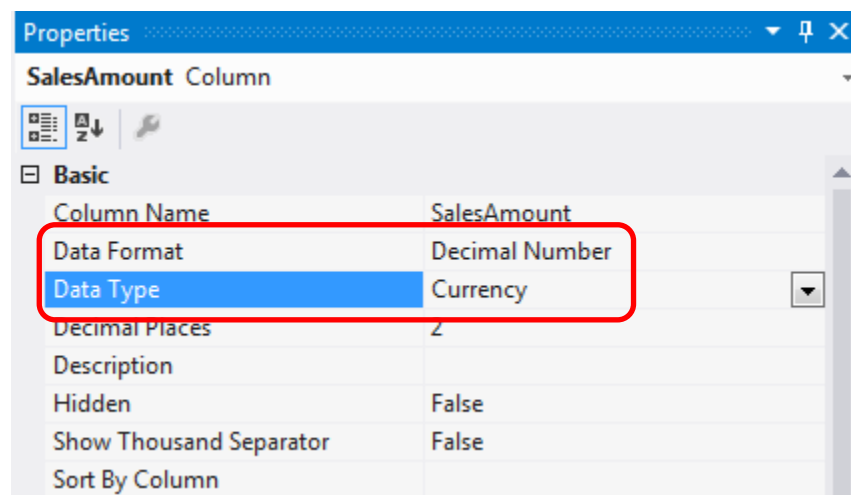 Properties
SalesAmount Column
Basic
Column Name SalesAmount
Data Format Decimal Number
Data Type Currency
Decimal Places 2
Description
Hidden False
Show Thousand Separator False
Sort By Column